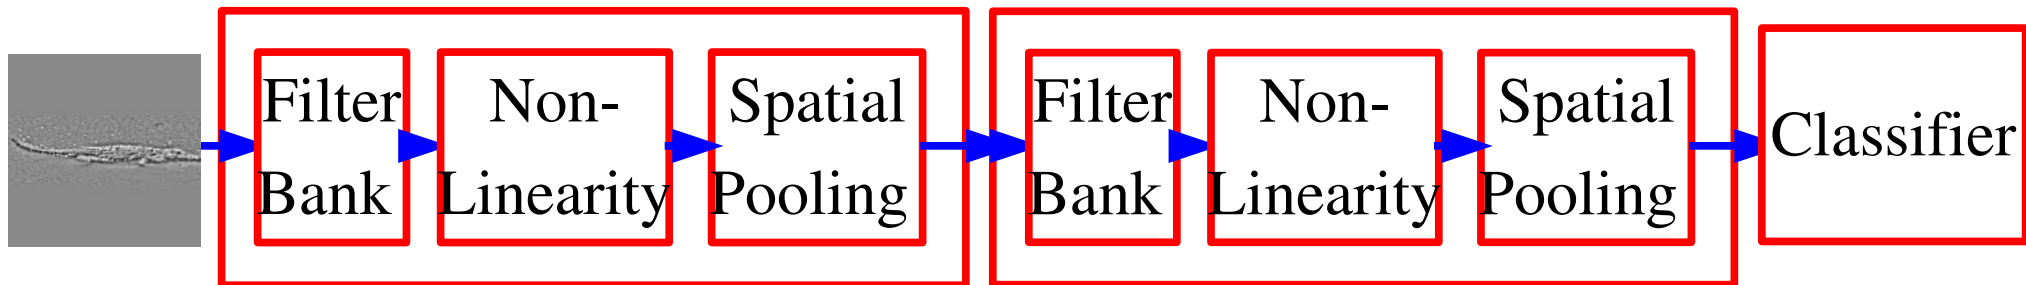 Filter
Bank
Non-
Linearity
Spatial
Pooling
Filter
Bank
Non-
Linearity
Spatial
Pooling
Classifier